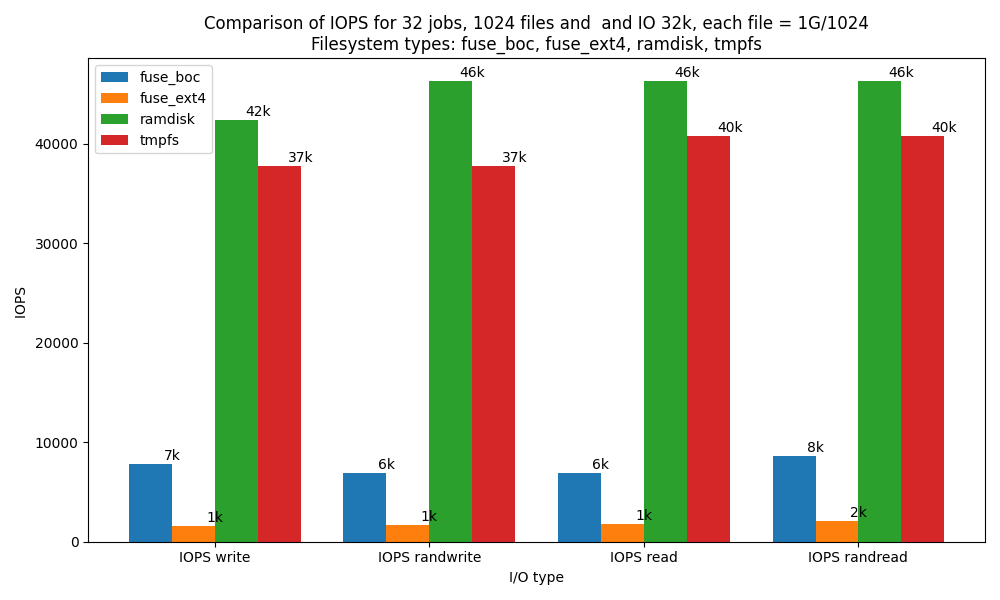 Comparison of IOPS for 32 jobs, 1024 files and  and IO 32k, each file = 1G/1024
Filesystem types: fuse_boc, fuse_ext4, ramdisk, tmpfs
fuse_boc
fuse_ext4
ramdisk
tmpfs
IOPS
40000
30000
20000
10000
0
7k
1k
42k
37k
6k
1k
46k
37k
6k
1k
46k
40k
8k
2k
46k
40k
IOPS write
IOPS randwrite
IOPS read
IOPS randread
I/O type